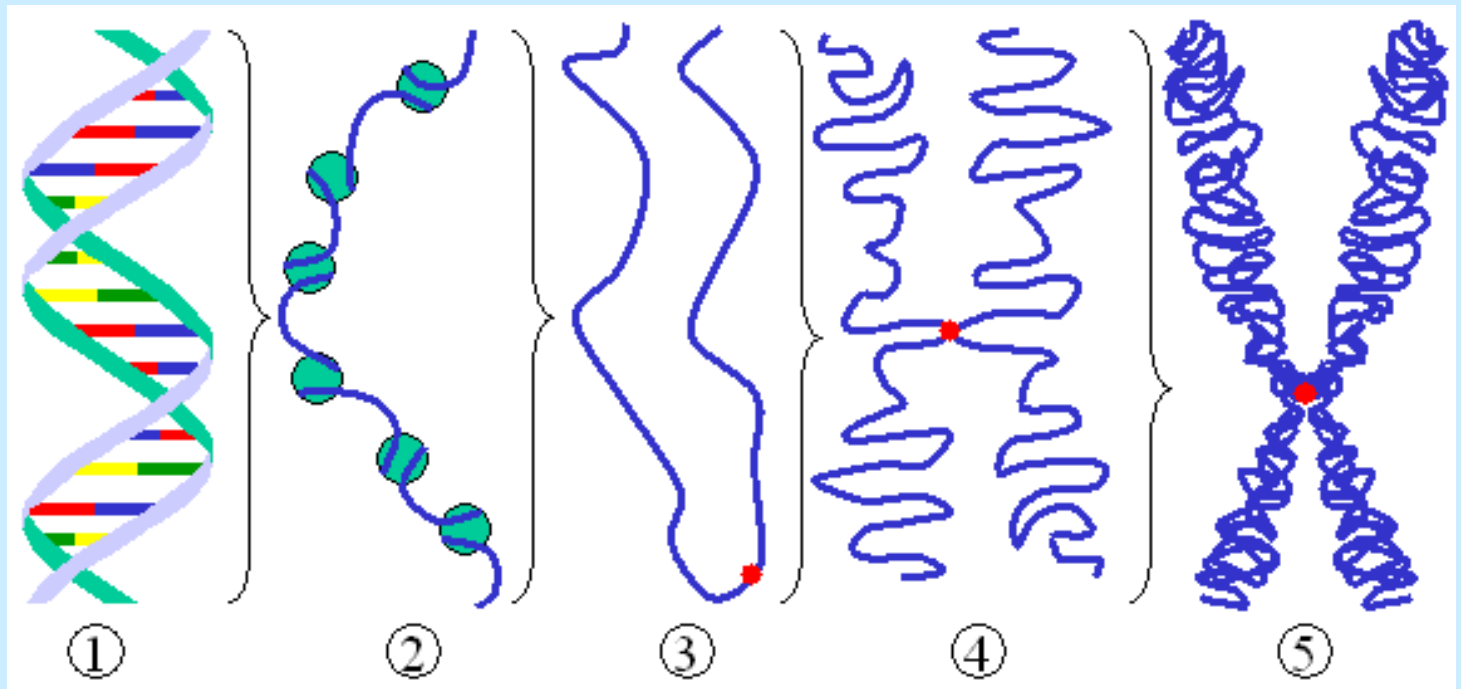 ① ② ③ ④ ⑤